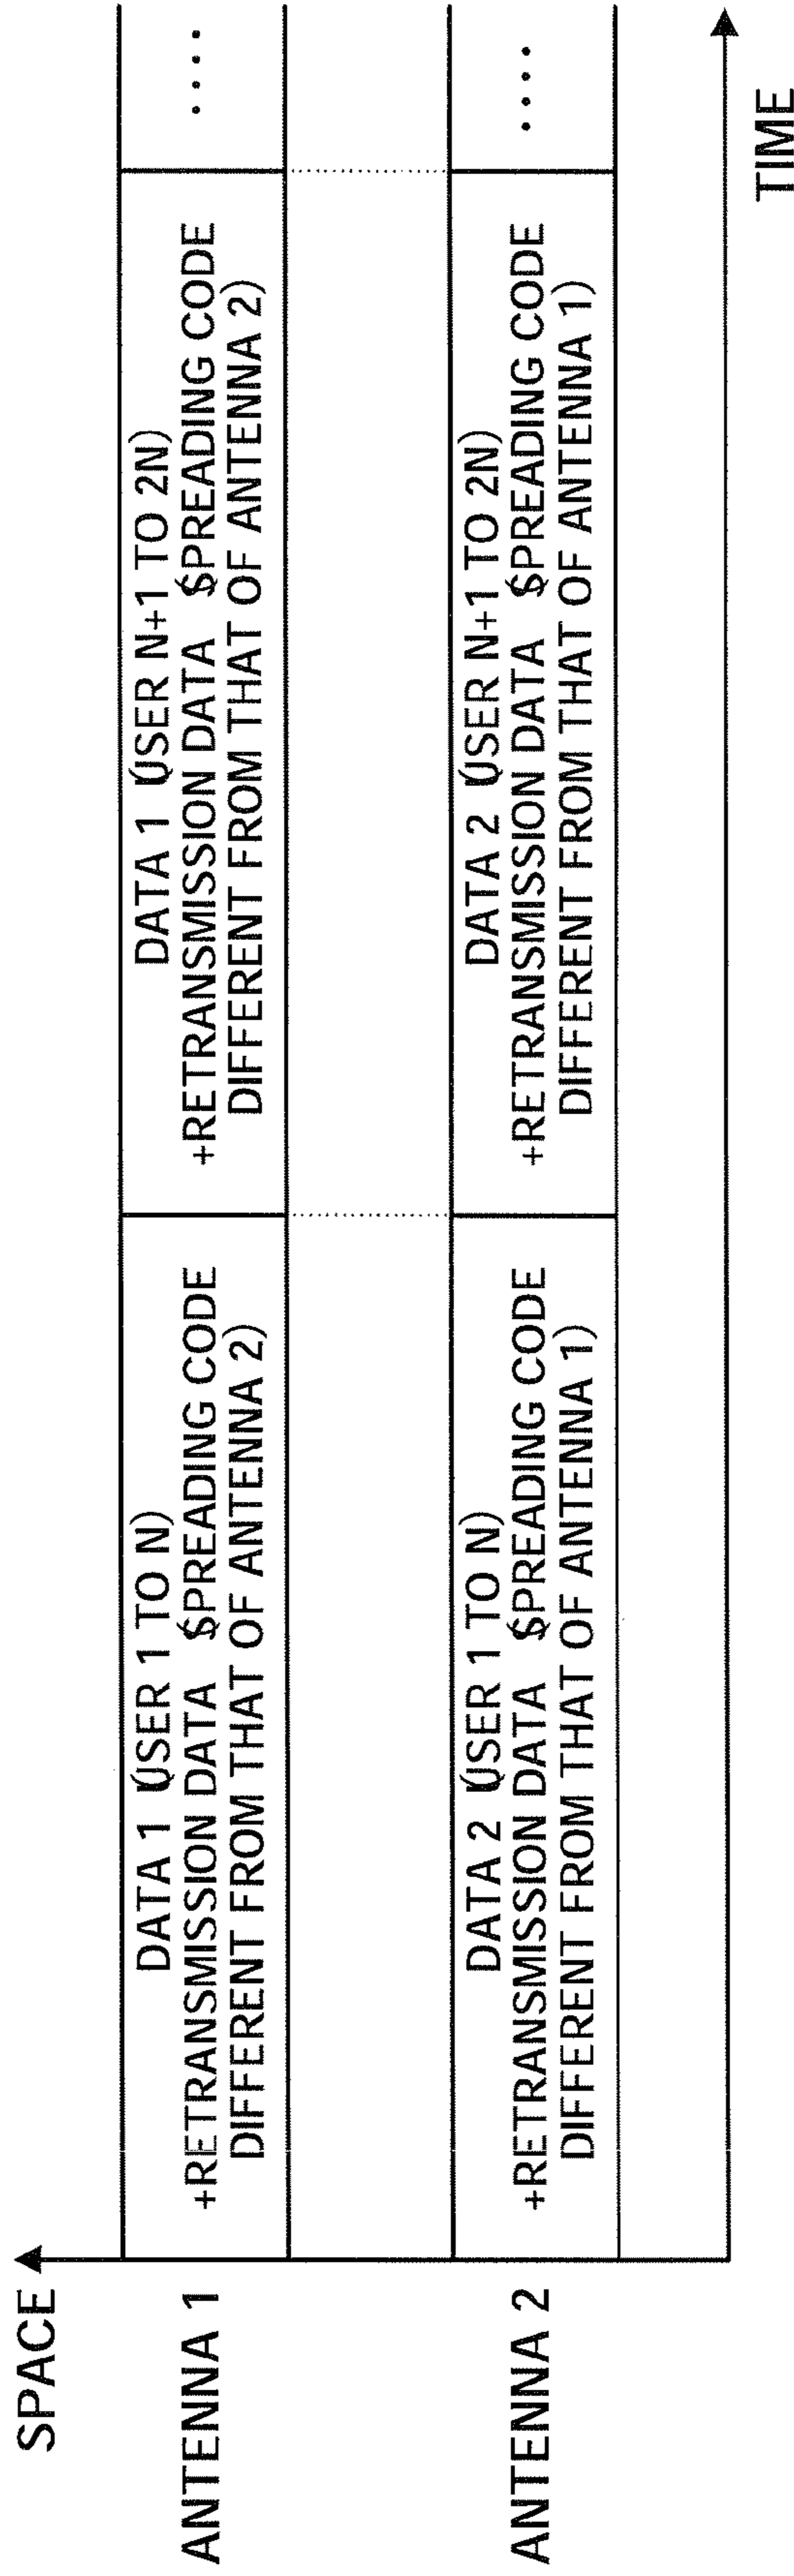 SPACE
ANTENNA 1
DATA 1 (USER 1 TO N)
+RETRANSMISSION DATA (SPREADING CODE
DIFFERENT FROM THAT OF ANTENNA 2)
DATA 1 (USER N+1 TO 2N)
+RETRANSMISSION DATA (SPREADING CODE
DIFFERENT FROM THAT OF ANTENNA 2)
....
ANTENNA 2
DATA 2 (USER 1 TO N)
+RETRANSMISSION DATA (SPREADING CODE
DIFFERENT FROM THAT OF ANTENNA 1)
DATA 2 (USER N+1 TO 2N)
+RETRANSMISSION DATA (SPREADING CODE
DIFFERENT FROM THAT OF ANTENNA 1)
....
TIME